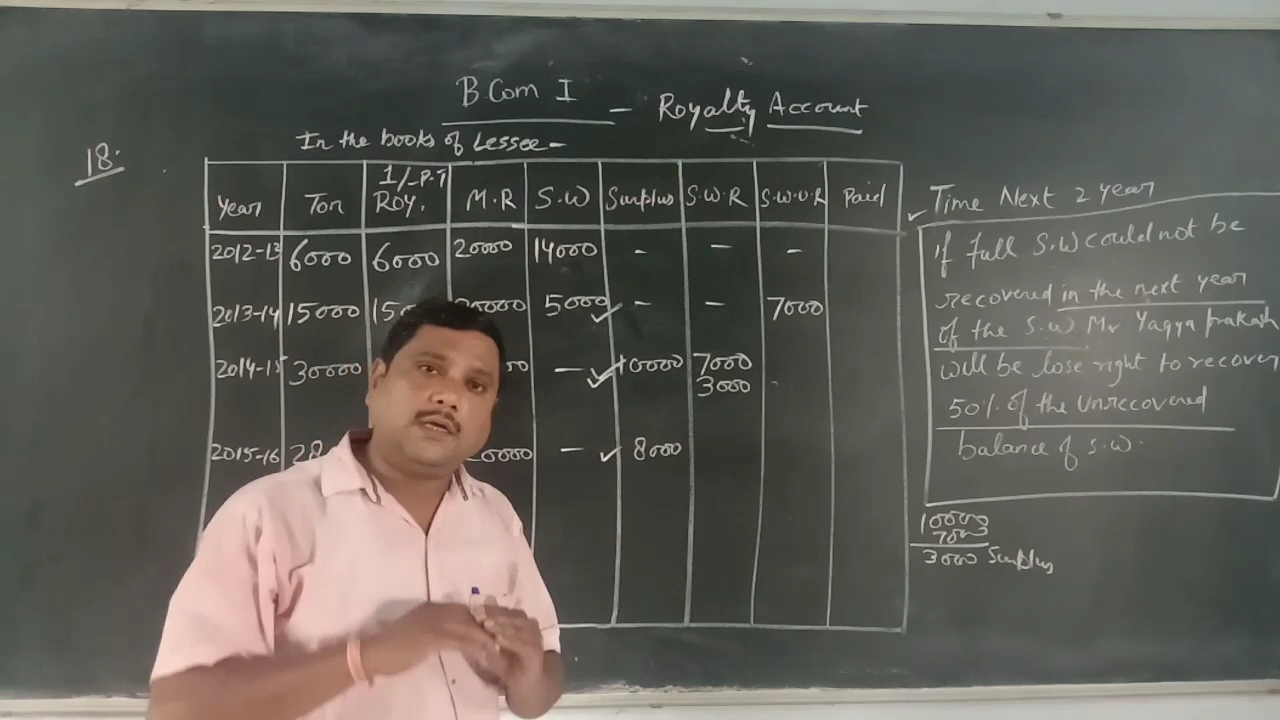 B.Com I - Royalty Account
18.
In the books of Lessee -
Year Ton 1/- P.T Roy. M.R S.W Surplus S.W.R S.W.U.R Paid
2012-13 6000 6000 20000 14000 - - -
2013-14 15000 5000 - - 7000
2014-15 30000 - 10000 7000
3000
2015-16 - 8000
Time Next 2 year
If full S.W could not be
recovered in the next year
of the S.W Mr Yagya prakash
will be lose right to recover
50% of the unrecovered
balance of S.W.
10000
7000
3000 Surplus